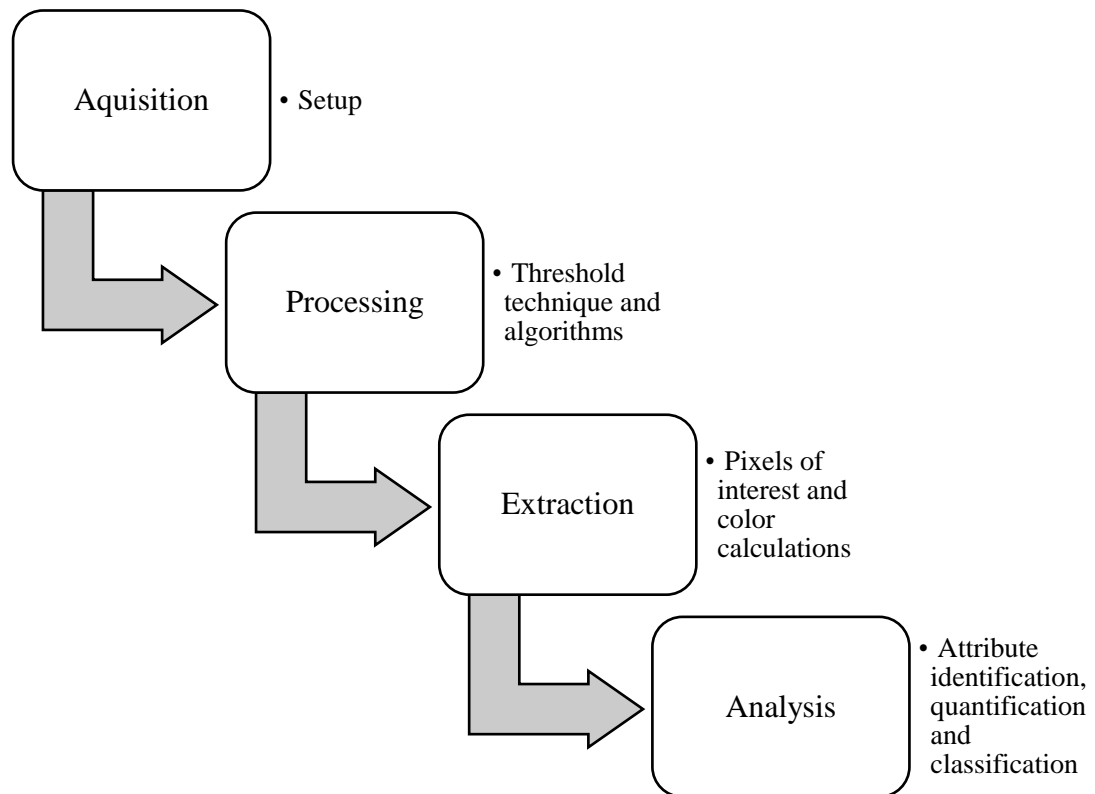 Aquisition
• Setup
Processing
• Threshold
technique and
algorithms
Extraction
• Pixels of
interest and
color
calculations
Analysis
• Attribute
identification,
quantification
and
classification